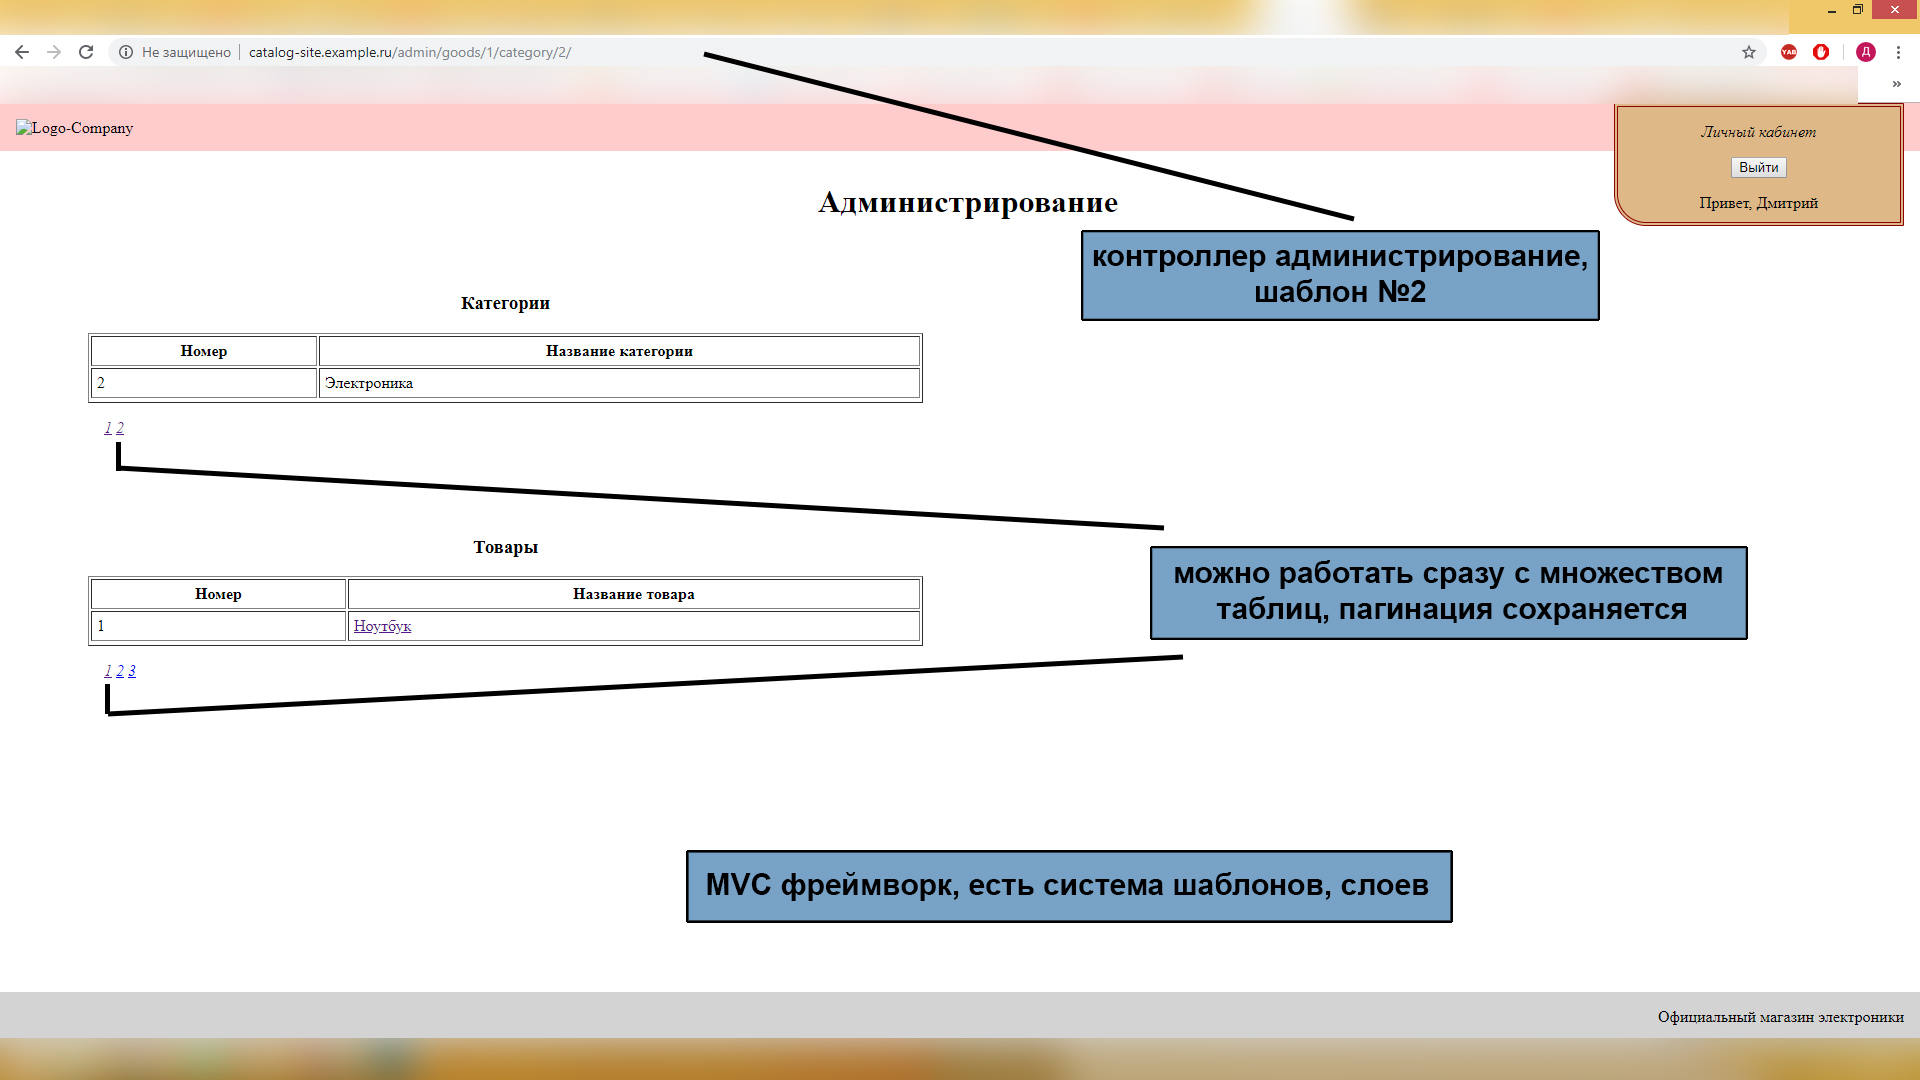 Не защищено
catalog-site.example.ru/admin/goods/1/category/2/
YAB
Д
»
Logo-Company
Личный кабинет
Выйти
Привет, Дмитрий
Администрирование
контроллер администрирование,
шаблон №2
Категории
Номер Название категории
2 Электроника
1 2
можно работать сразу с множеством
таблиц, пагинация сохраняется
Товары
Номер Название товара
1 Ноутбук
1 2 3
MVC фреймворк, есть система шаблонов, слоев
Официальный магазин электроники